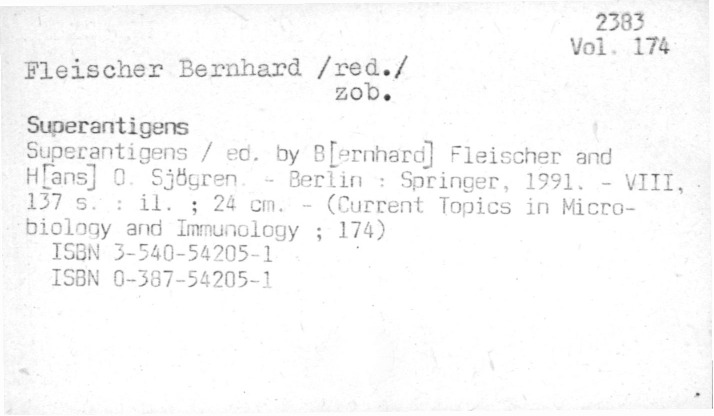 2383
Vol. 174
Fleischer Bernhard /red./
zob.
Superantigens
Superantigens / ed. by B[ernhard] Fleischer and
H[ans] O. Sjögren. - Berlin : Springer, 1991. - VIII,
137 s. : il. ; 24 cm. - (Current Topics in Micro-
biology and Immunology ; 174)
ISBN 3-540-54205-1
ISBN 0-387-54205-1